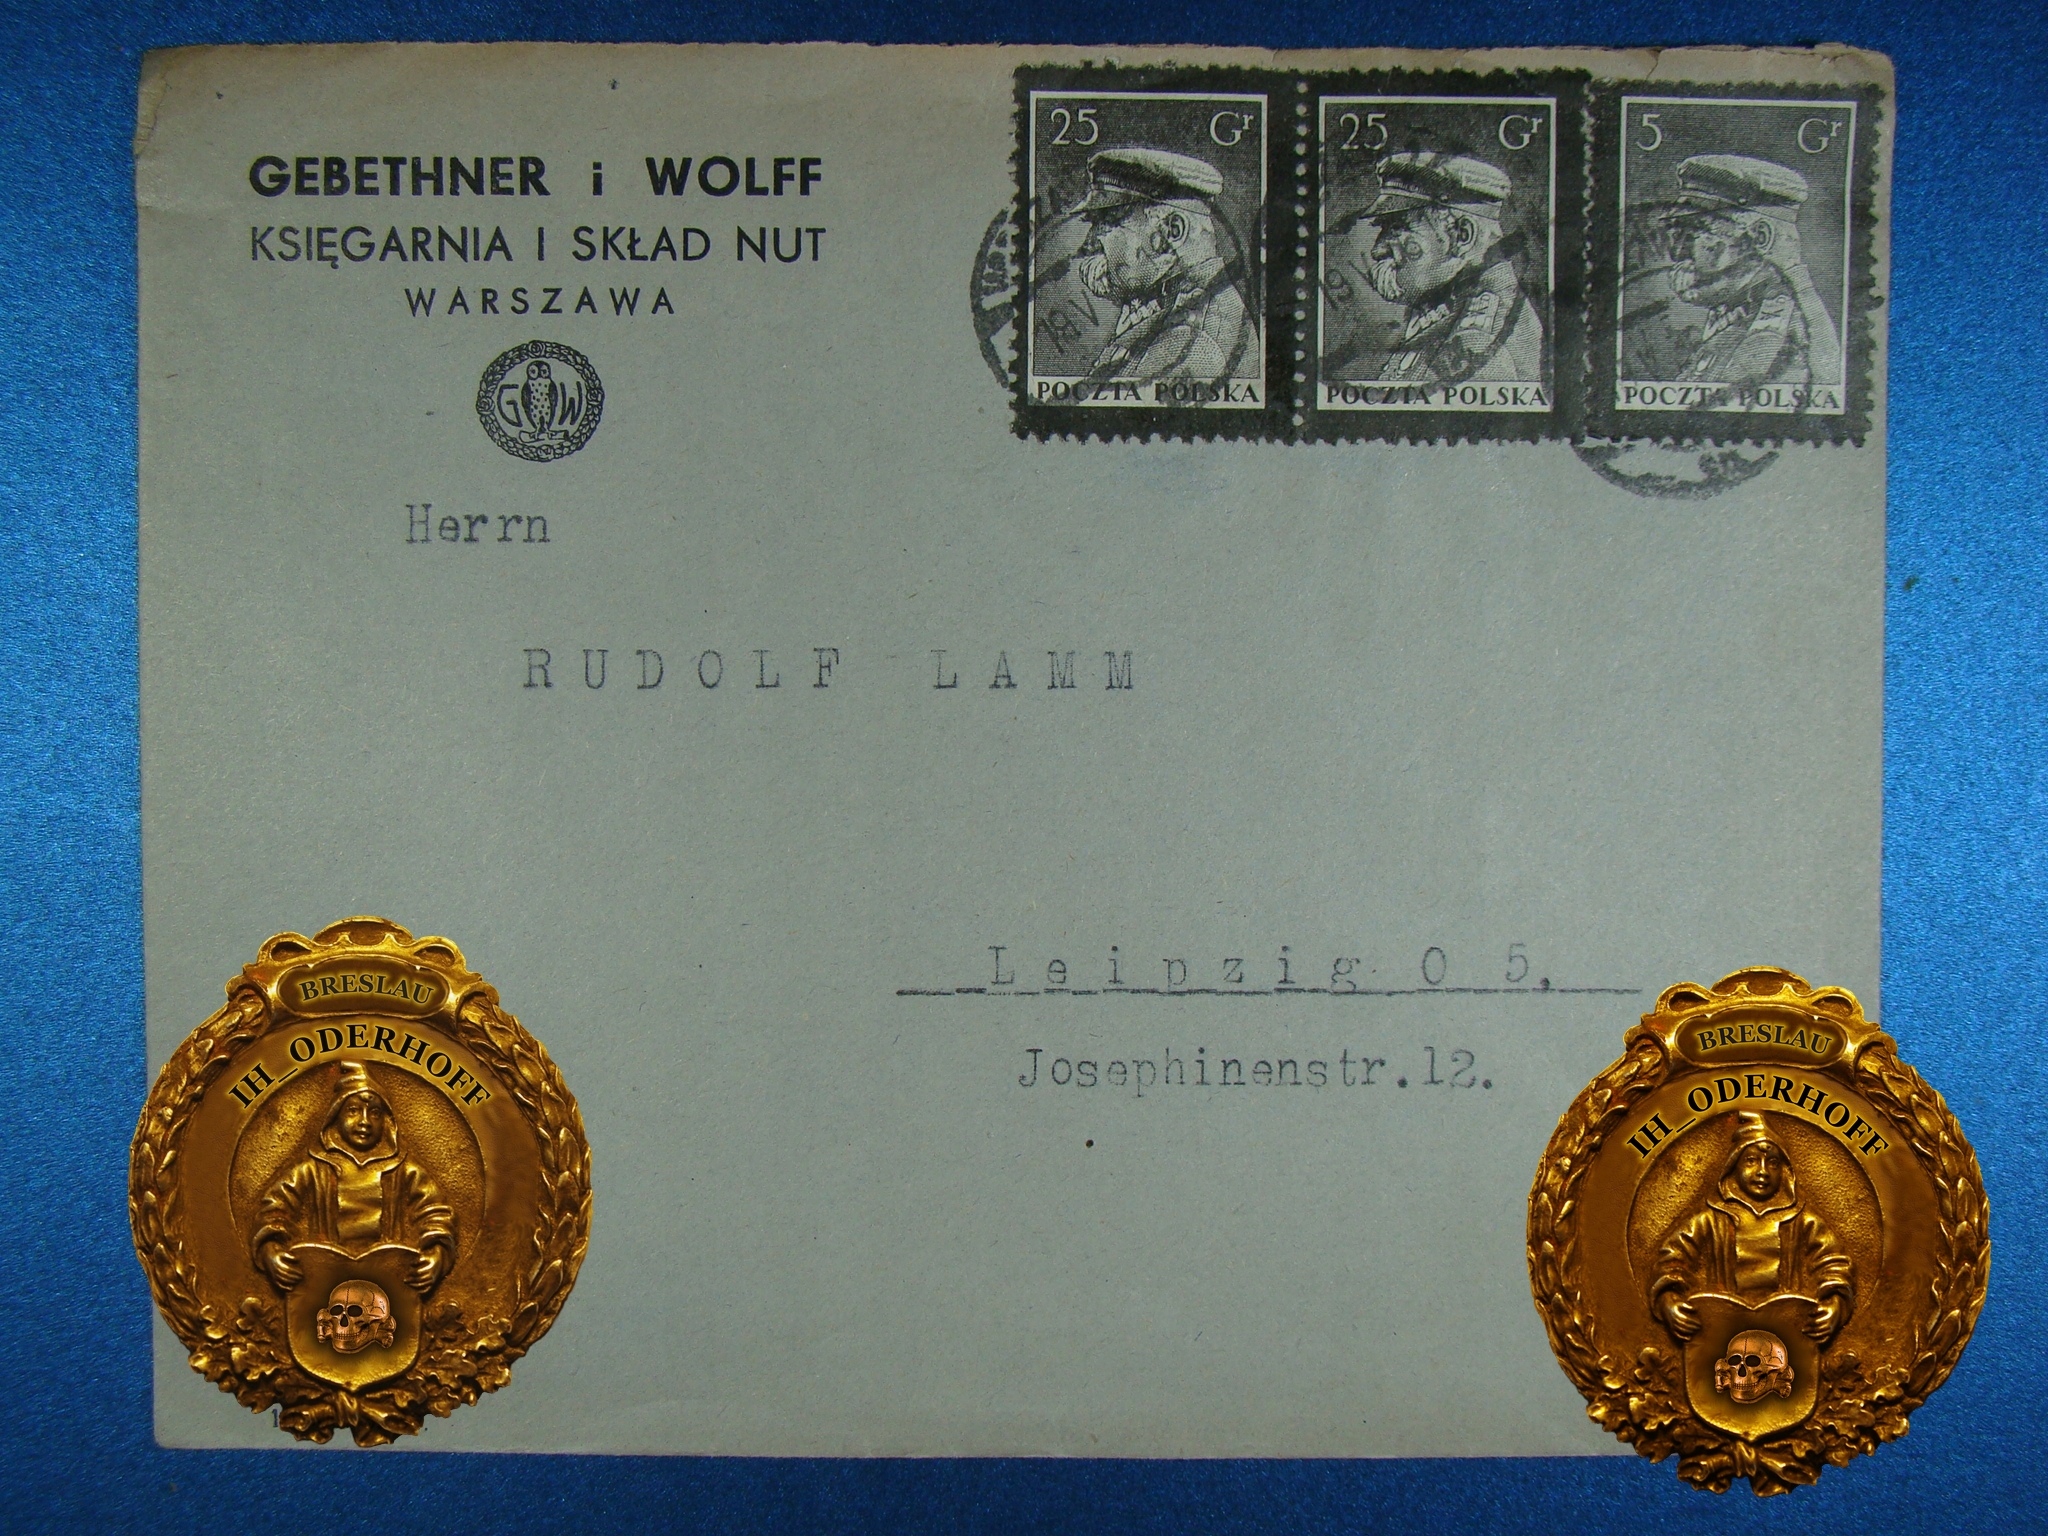 GEBETHNER i WOLFF
KSIĘGARNIA I SKŁAD NUT
WARSZAWA
G W
25 Gr
POCZTA POLSKA
25 Gr
POCZTA POLSKA
5 Gr
POCZTA POLSKA
Herrn
RUDOLF LAMM
Leipzig O 5.
Josephinenstr.12.
BRESLAU
IH_ODERHOFF
BRESLAU
IH_ODERHOFF